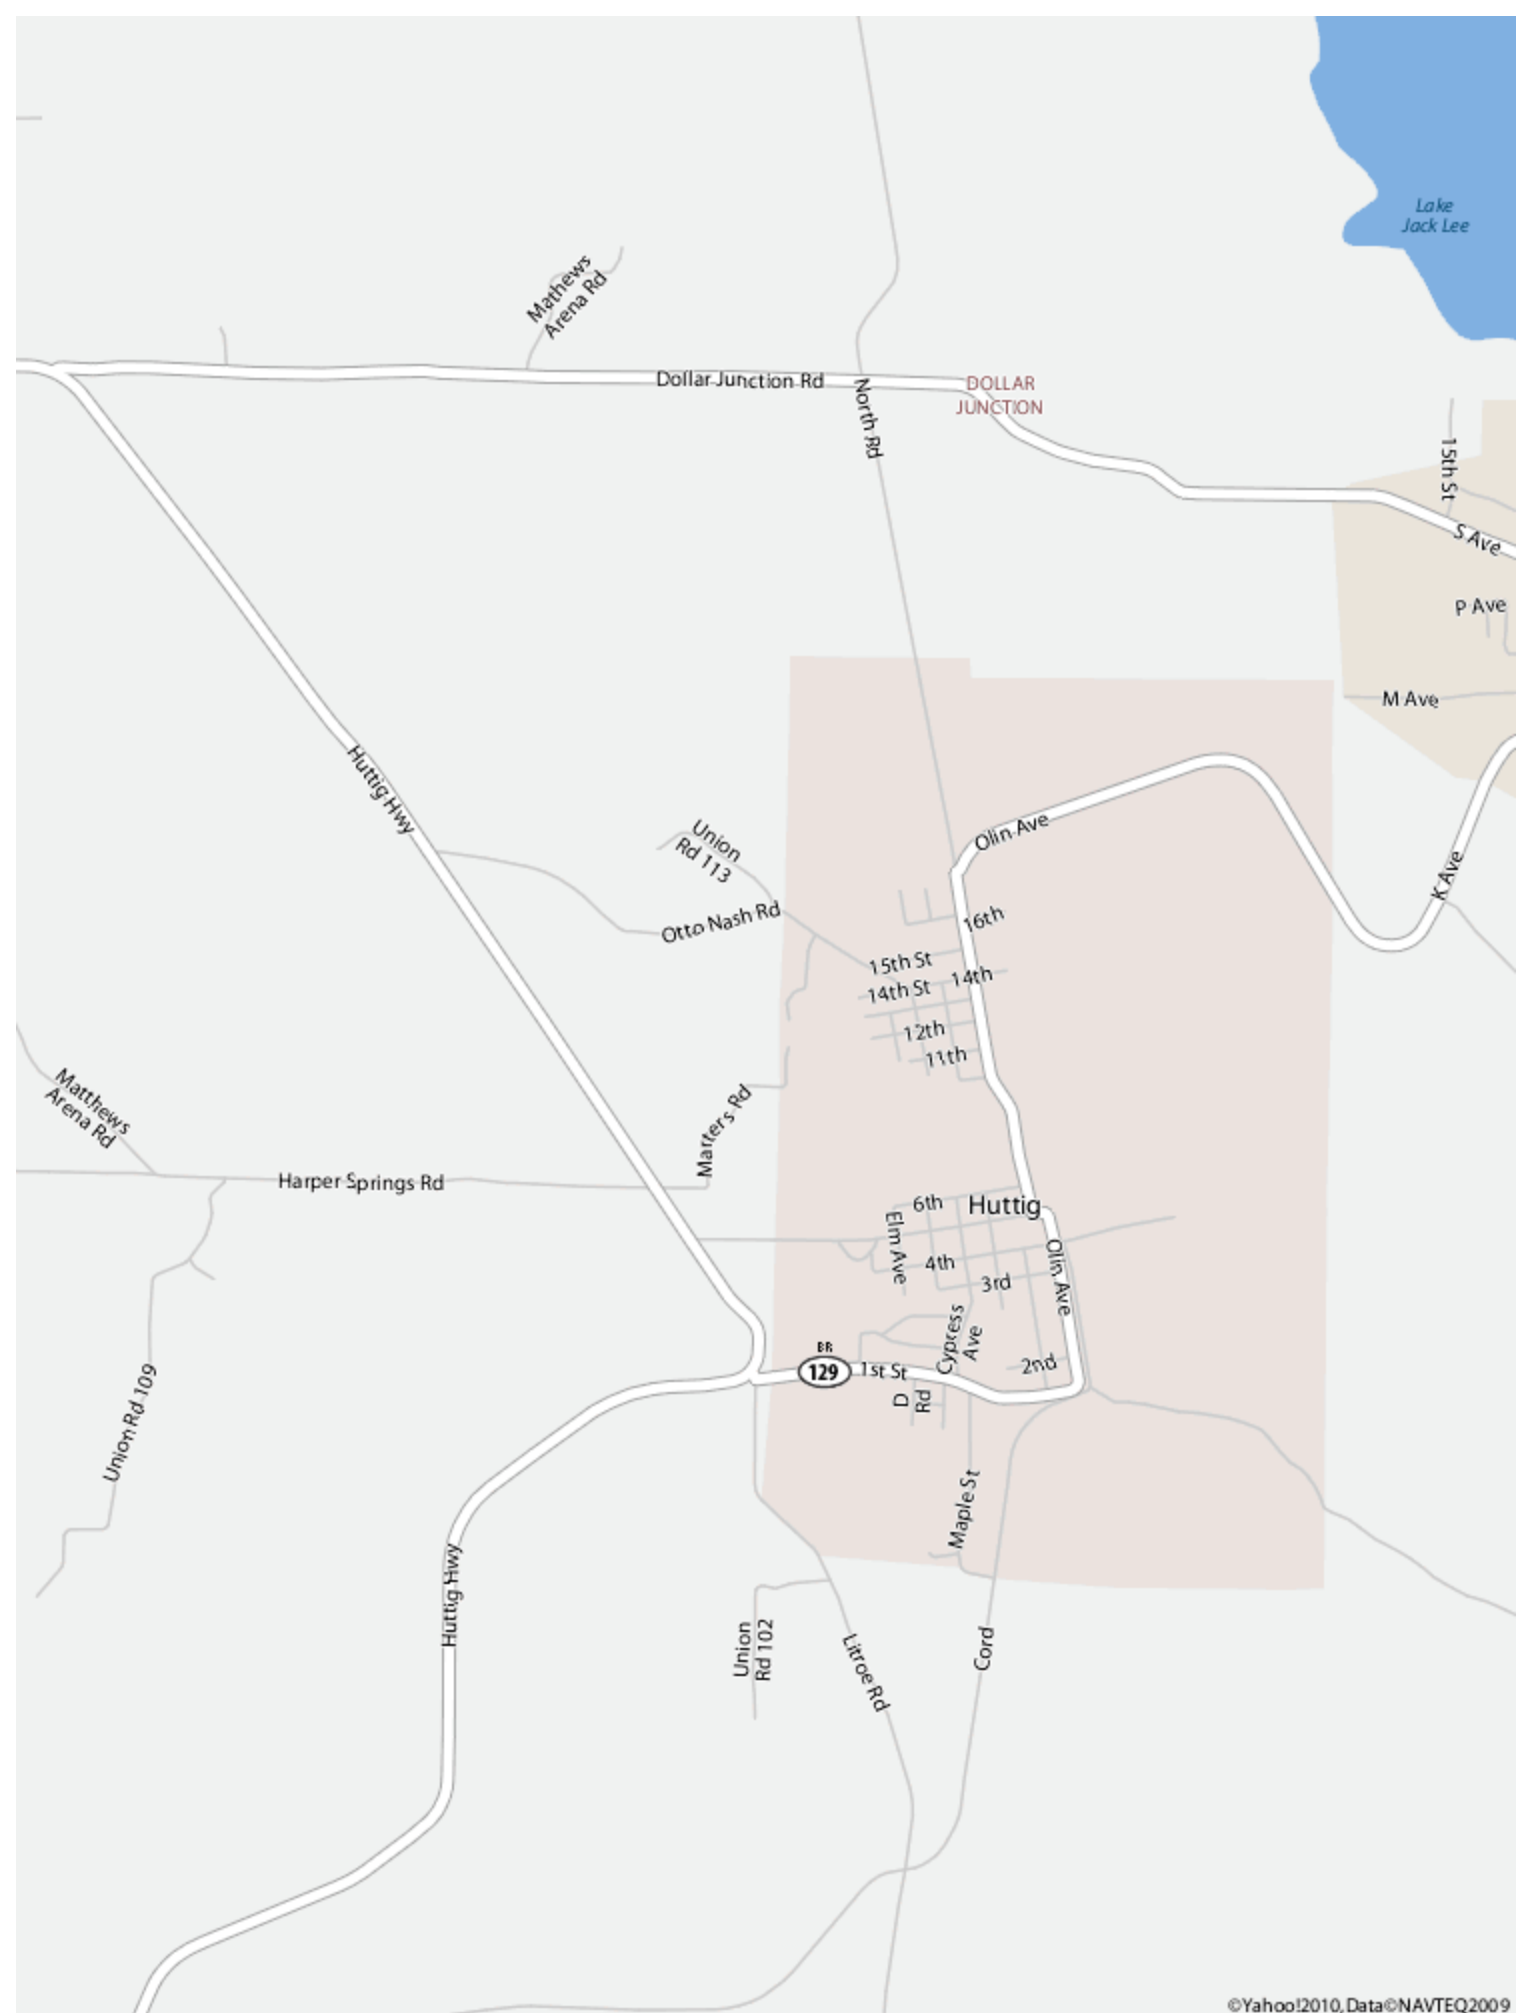 Lake
Jack Lee
Mathews
Arena Rd
Dollar Junction Rd
DOLLAR
JUNCTION
North Rd
15th St
S Ave
P Ave
M Ave
Huttig Hwy
Olin Ave
Union
Rd 113
K Ave
Otto Nash Rd
16th
15th St
14th
14th St
12th
11th
Matthews
Arena Rd
Marters Rd
Harper Springs Rd
6th
Huttig
Elm Ave
4th
Olin Ave
3rd
Cypress
Ave
BR
129
1st St
2nd
D
Rd
Union Rd 109
Maple St
Huttig Hwy
Union
Rd 102
Litroe Rd
Cord
©Yahoo!2010,Data©NAVTEQ2009